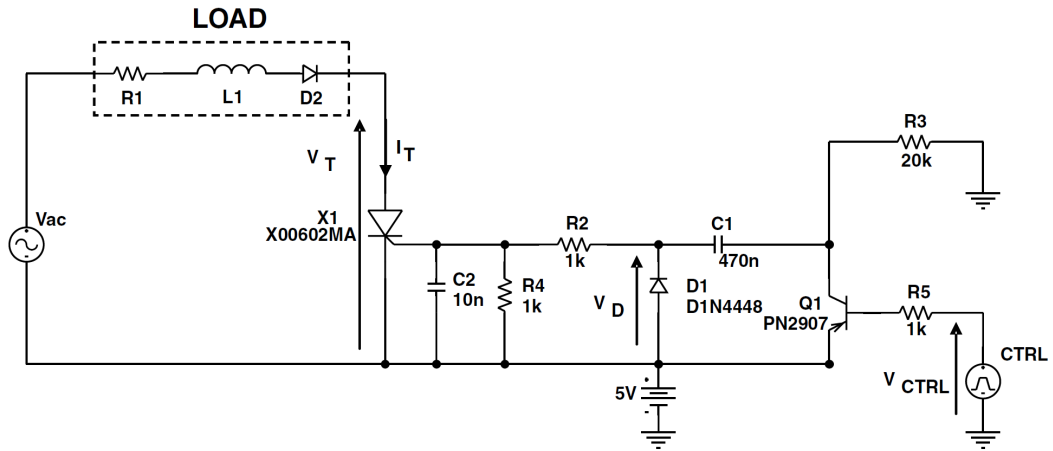 LOAD
R1
L1
D2
V T
I T
Vac
X1
X00602MA
C2
10n
R4
1k
R2
1k
V D
D1
D1N4448
C1
470n
R3
20k
Q1
PN2907
R5
1k
V CTRL
CTRL
5V
+
-